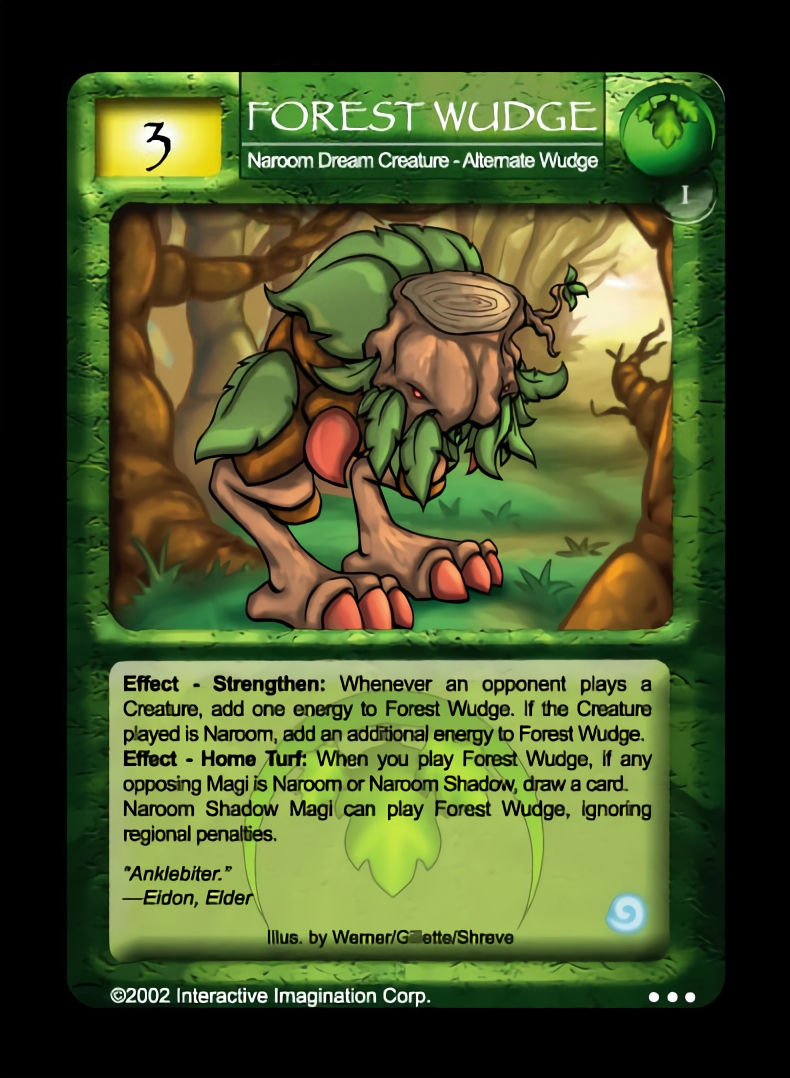 3
FOREST WUDGE
Naroom Dream Creature - Alternate Wudge
I
Effect - Strengthen: Whenever an opponent plays a
Creature, add one energy to Forest Wudge. If the Creature
played is Naroom, add an additional energy to Forest Wudge.
Effect - Home Turf: When you play Forest Wudge, if any
opposing Magi is Naroom or Naroom Shadow, draw a card.
Naroom Shadow Magi can play Forest Wudge, ignoring
regional penalties.
"Anklebiter."
—Eidon, Elder
Illus. by Werner/Gillette/Shreve
©2002 Interactive Imagination Corp.